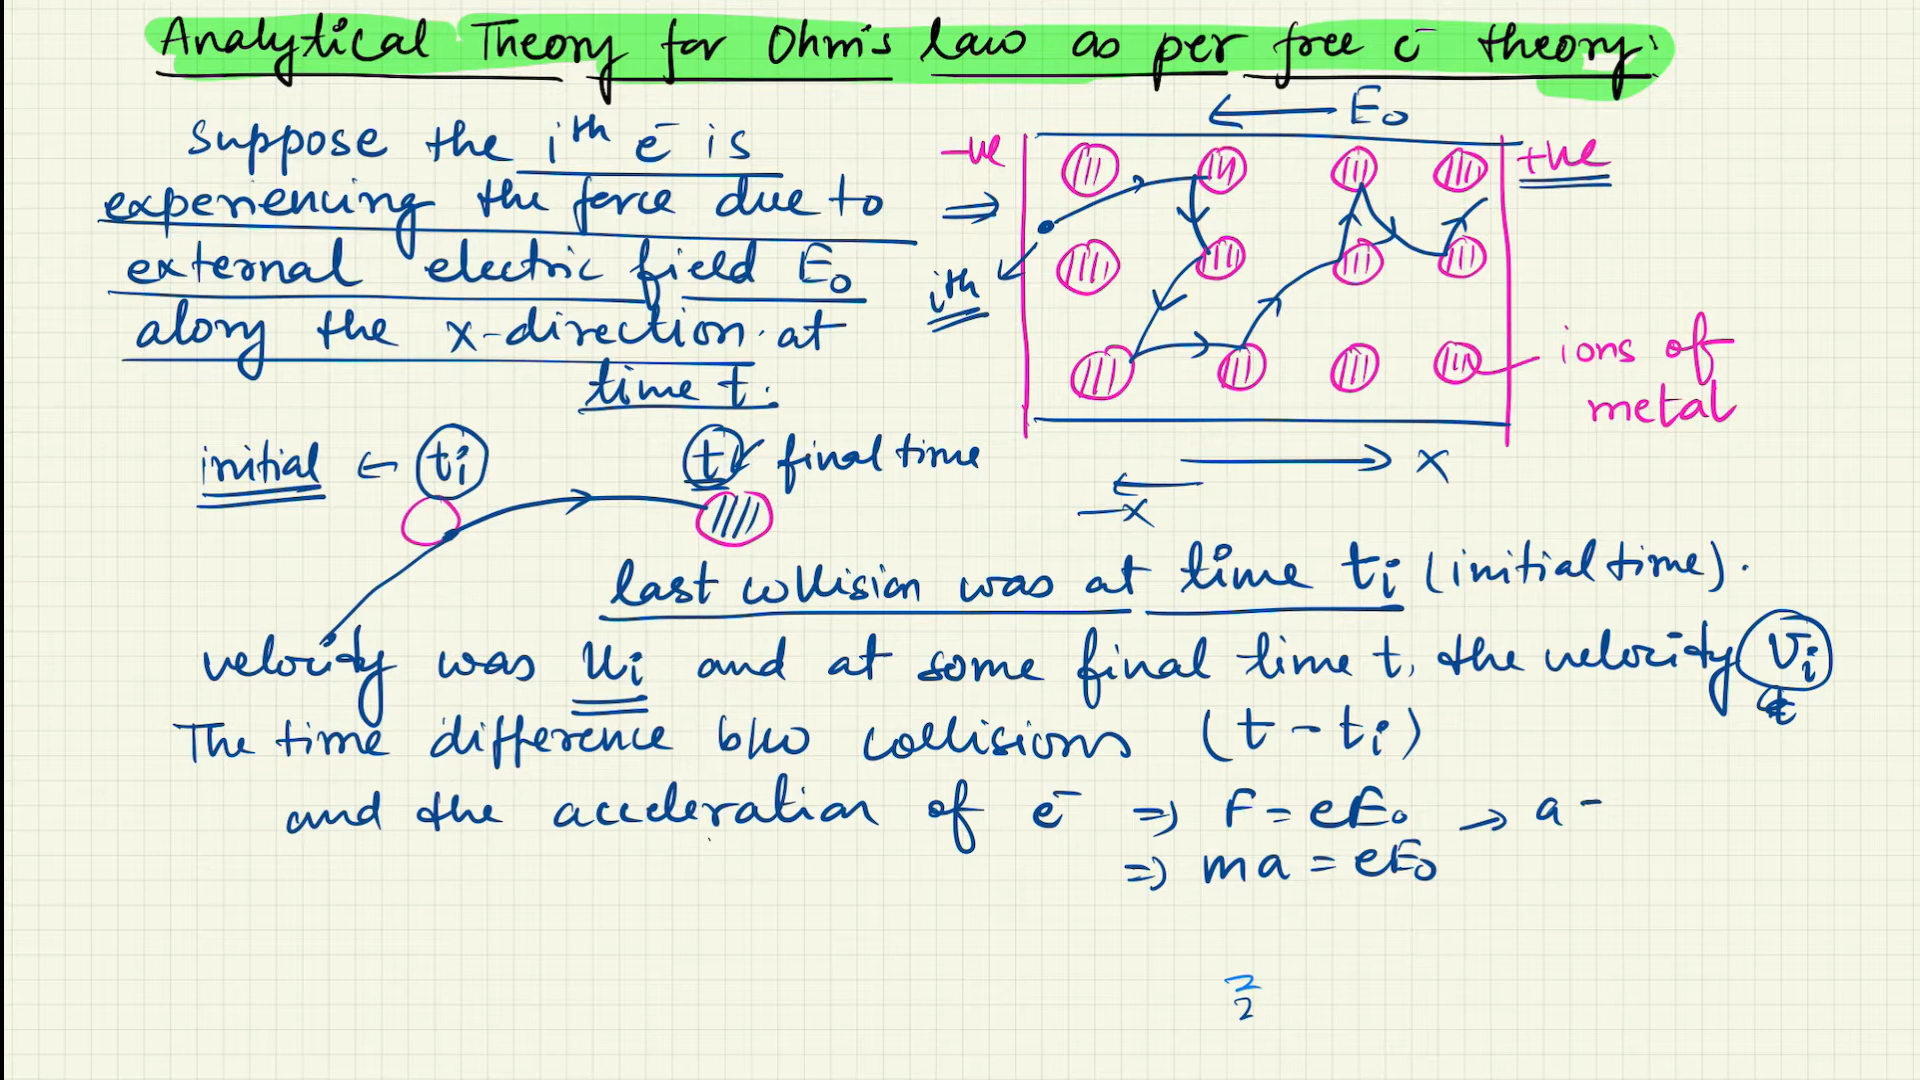 Analytical Theory for Ohm's law as per free e⁻ theory:
← E₀
Suppose the iᵗʰ e⁻ is
-ve
+ve
experiencing the force due to ⇒
external electric field E₀
iᵗʰ
along the x-direction. at
time t.
ions of
metal
initial ← tᵢ
t final time
→ x
-x
last collision was at time tᵢ (initial time).
velocity was uᵢ and at some final time t, the velocity vᵢ
The time difference b/w collisions (t - tᵢ)
and the acceleration of e⁻ ⇒ F = eE₀ → a -
⇒ ma = eE₀